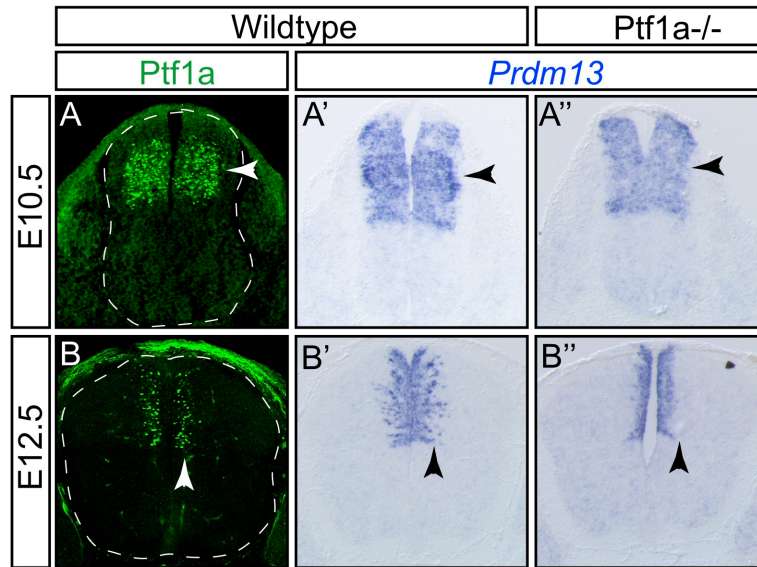 Wildtype
Ptf1a-/-
Ptf1a
Prdm13
E10.5
A
A'
A''
E12.5
B
B'
B''